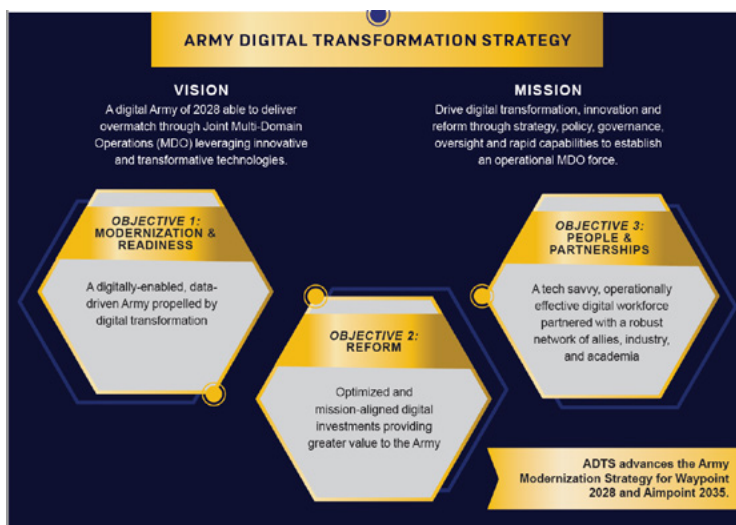 ARMY DIGITAL TRANSFORMATION STRATEGY
VISION
A digital Army of 2028 able to deliver
overmatch through Joint Multi-Domain
Operations (MDO) leveraging innovative
and transformative technologies.
MISSION
Drive digital transformation, innovation and
reform through strategy, policy, governance,
oversight and rapid capabilities to establish
an operational MDO force.
OBJECTIVE 1:
MODERNIZATION &
READINESS
A digitally-enabled, data-
driven Army propelled by
digital transformation
OBJECTIVE 2:
REFORM
Optimized and
mission-aligned digital
investments providing
greater value to the Army
OBJECTIVE 3:
PEOPLE &
PARTNERSHIPS
A tech savvy, operationally
effective digital workforce
partnered with a robust
network of allies, industry,
and academia
ADTS advances the Army
Modernization Strategy for Waypoint
2028 and Aimpoint 2035.